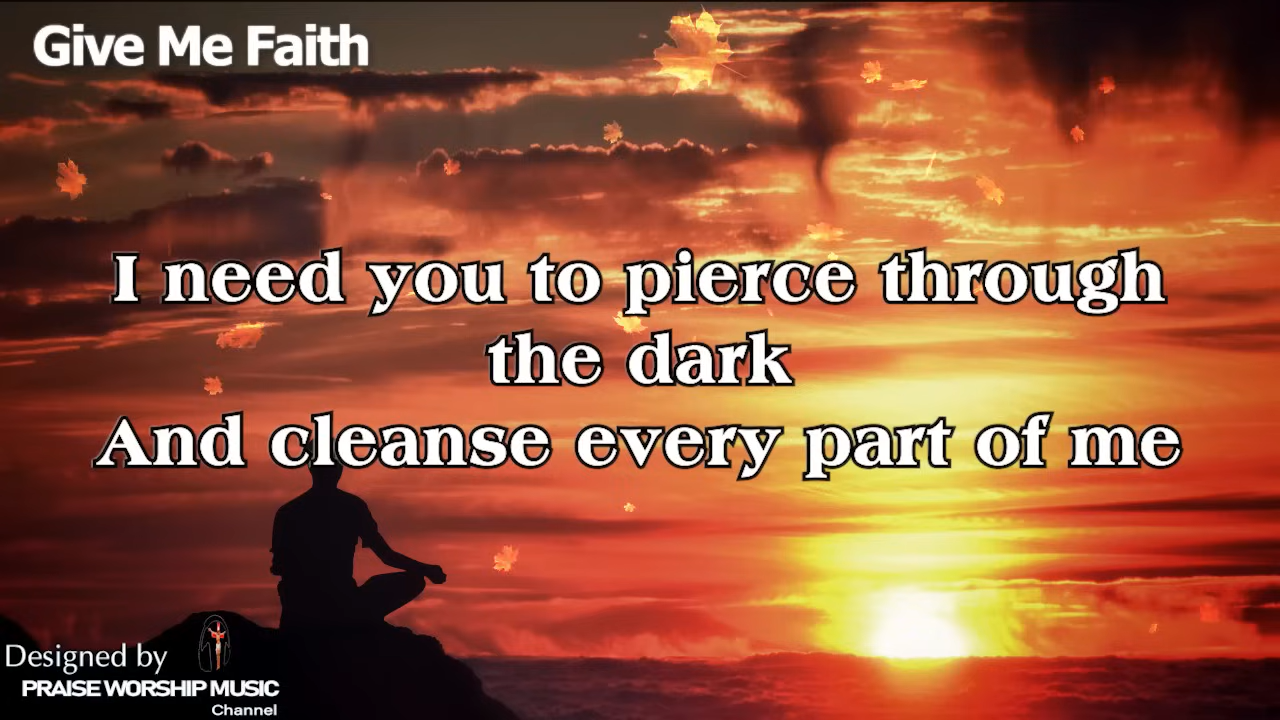 Give Me Faith
I need you to pierce through
the dark
And cleanse every part of me
Designed by
PRAISE WORSHIP MUSIC
Channel